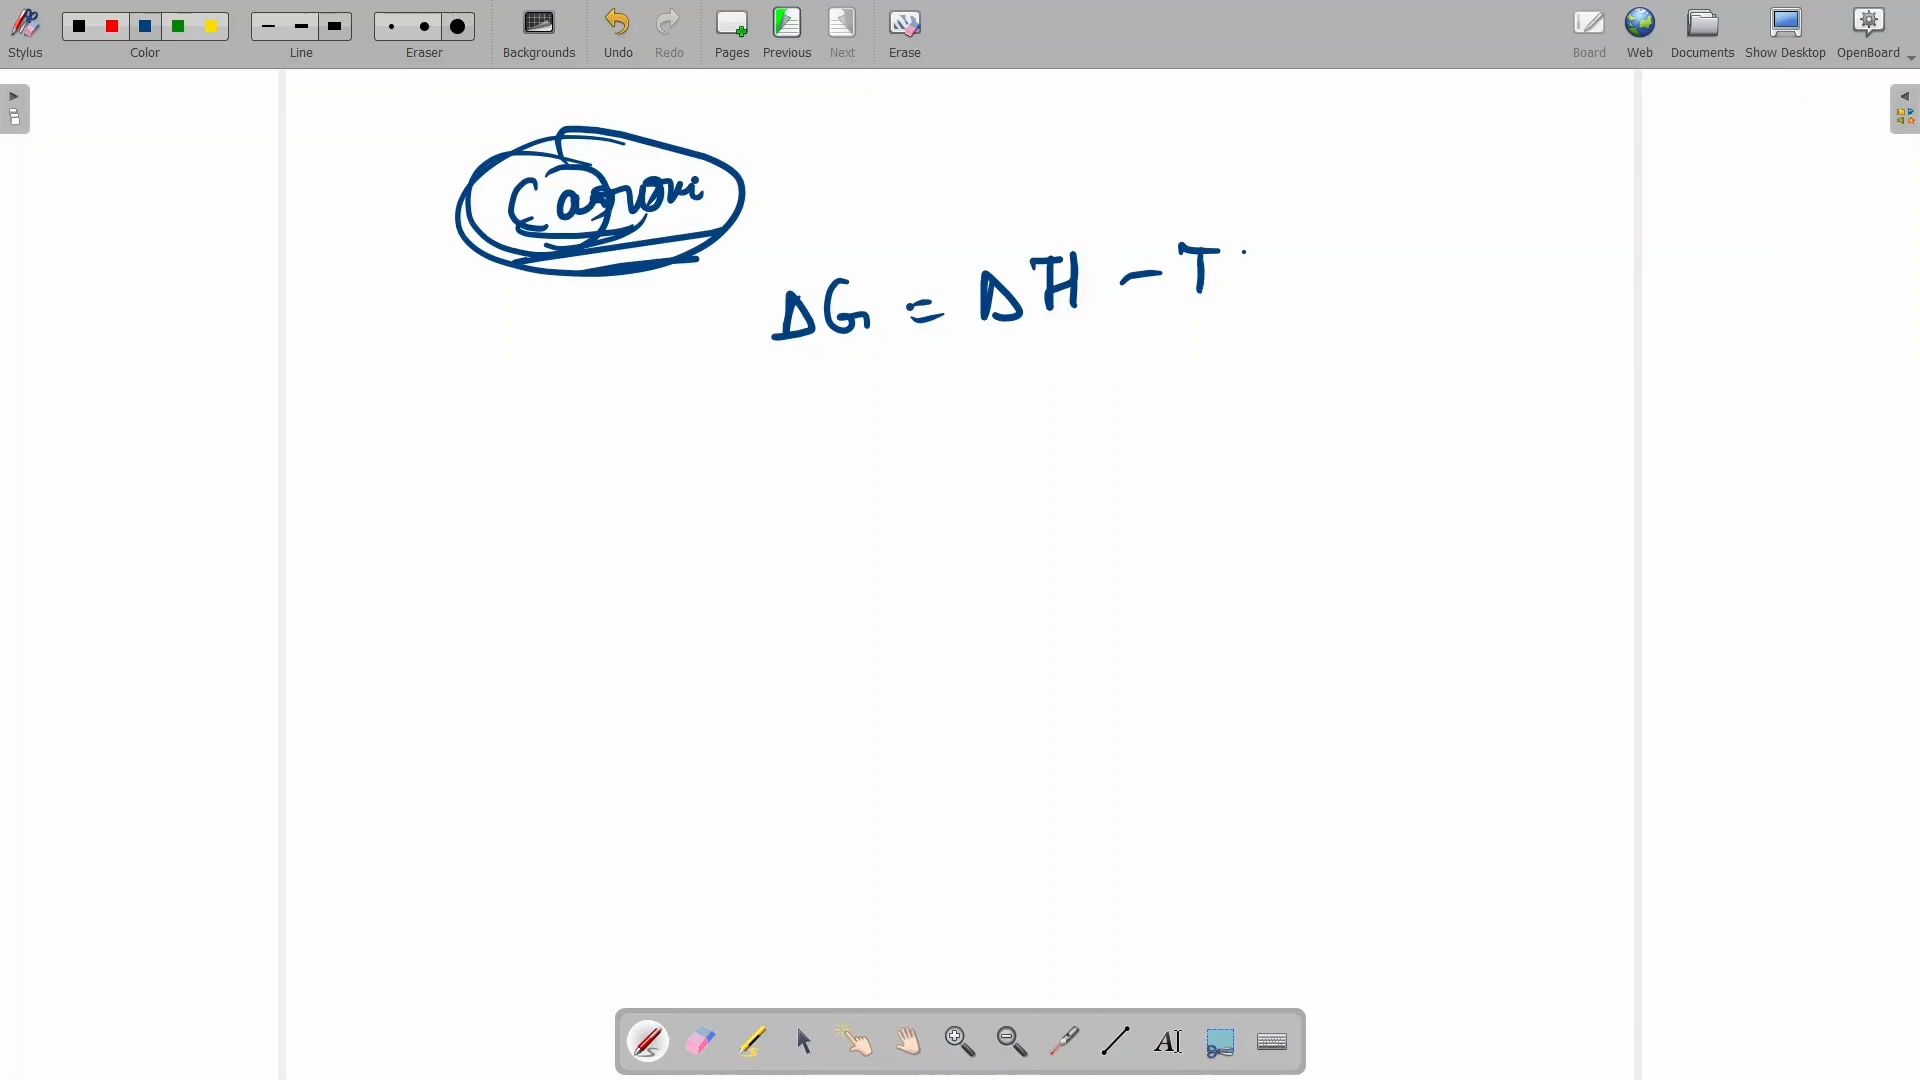 Stylus Color Line Eraser Backgrounds Undo Redo Pages Previous Next Erase Board Web Documents Show Desktop OpenBoard
ΔG = ΔH - T